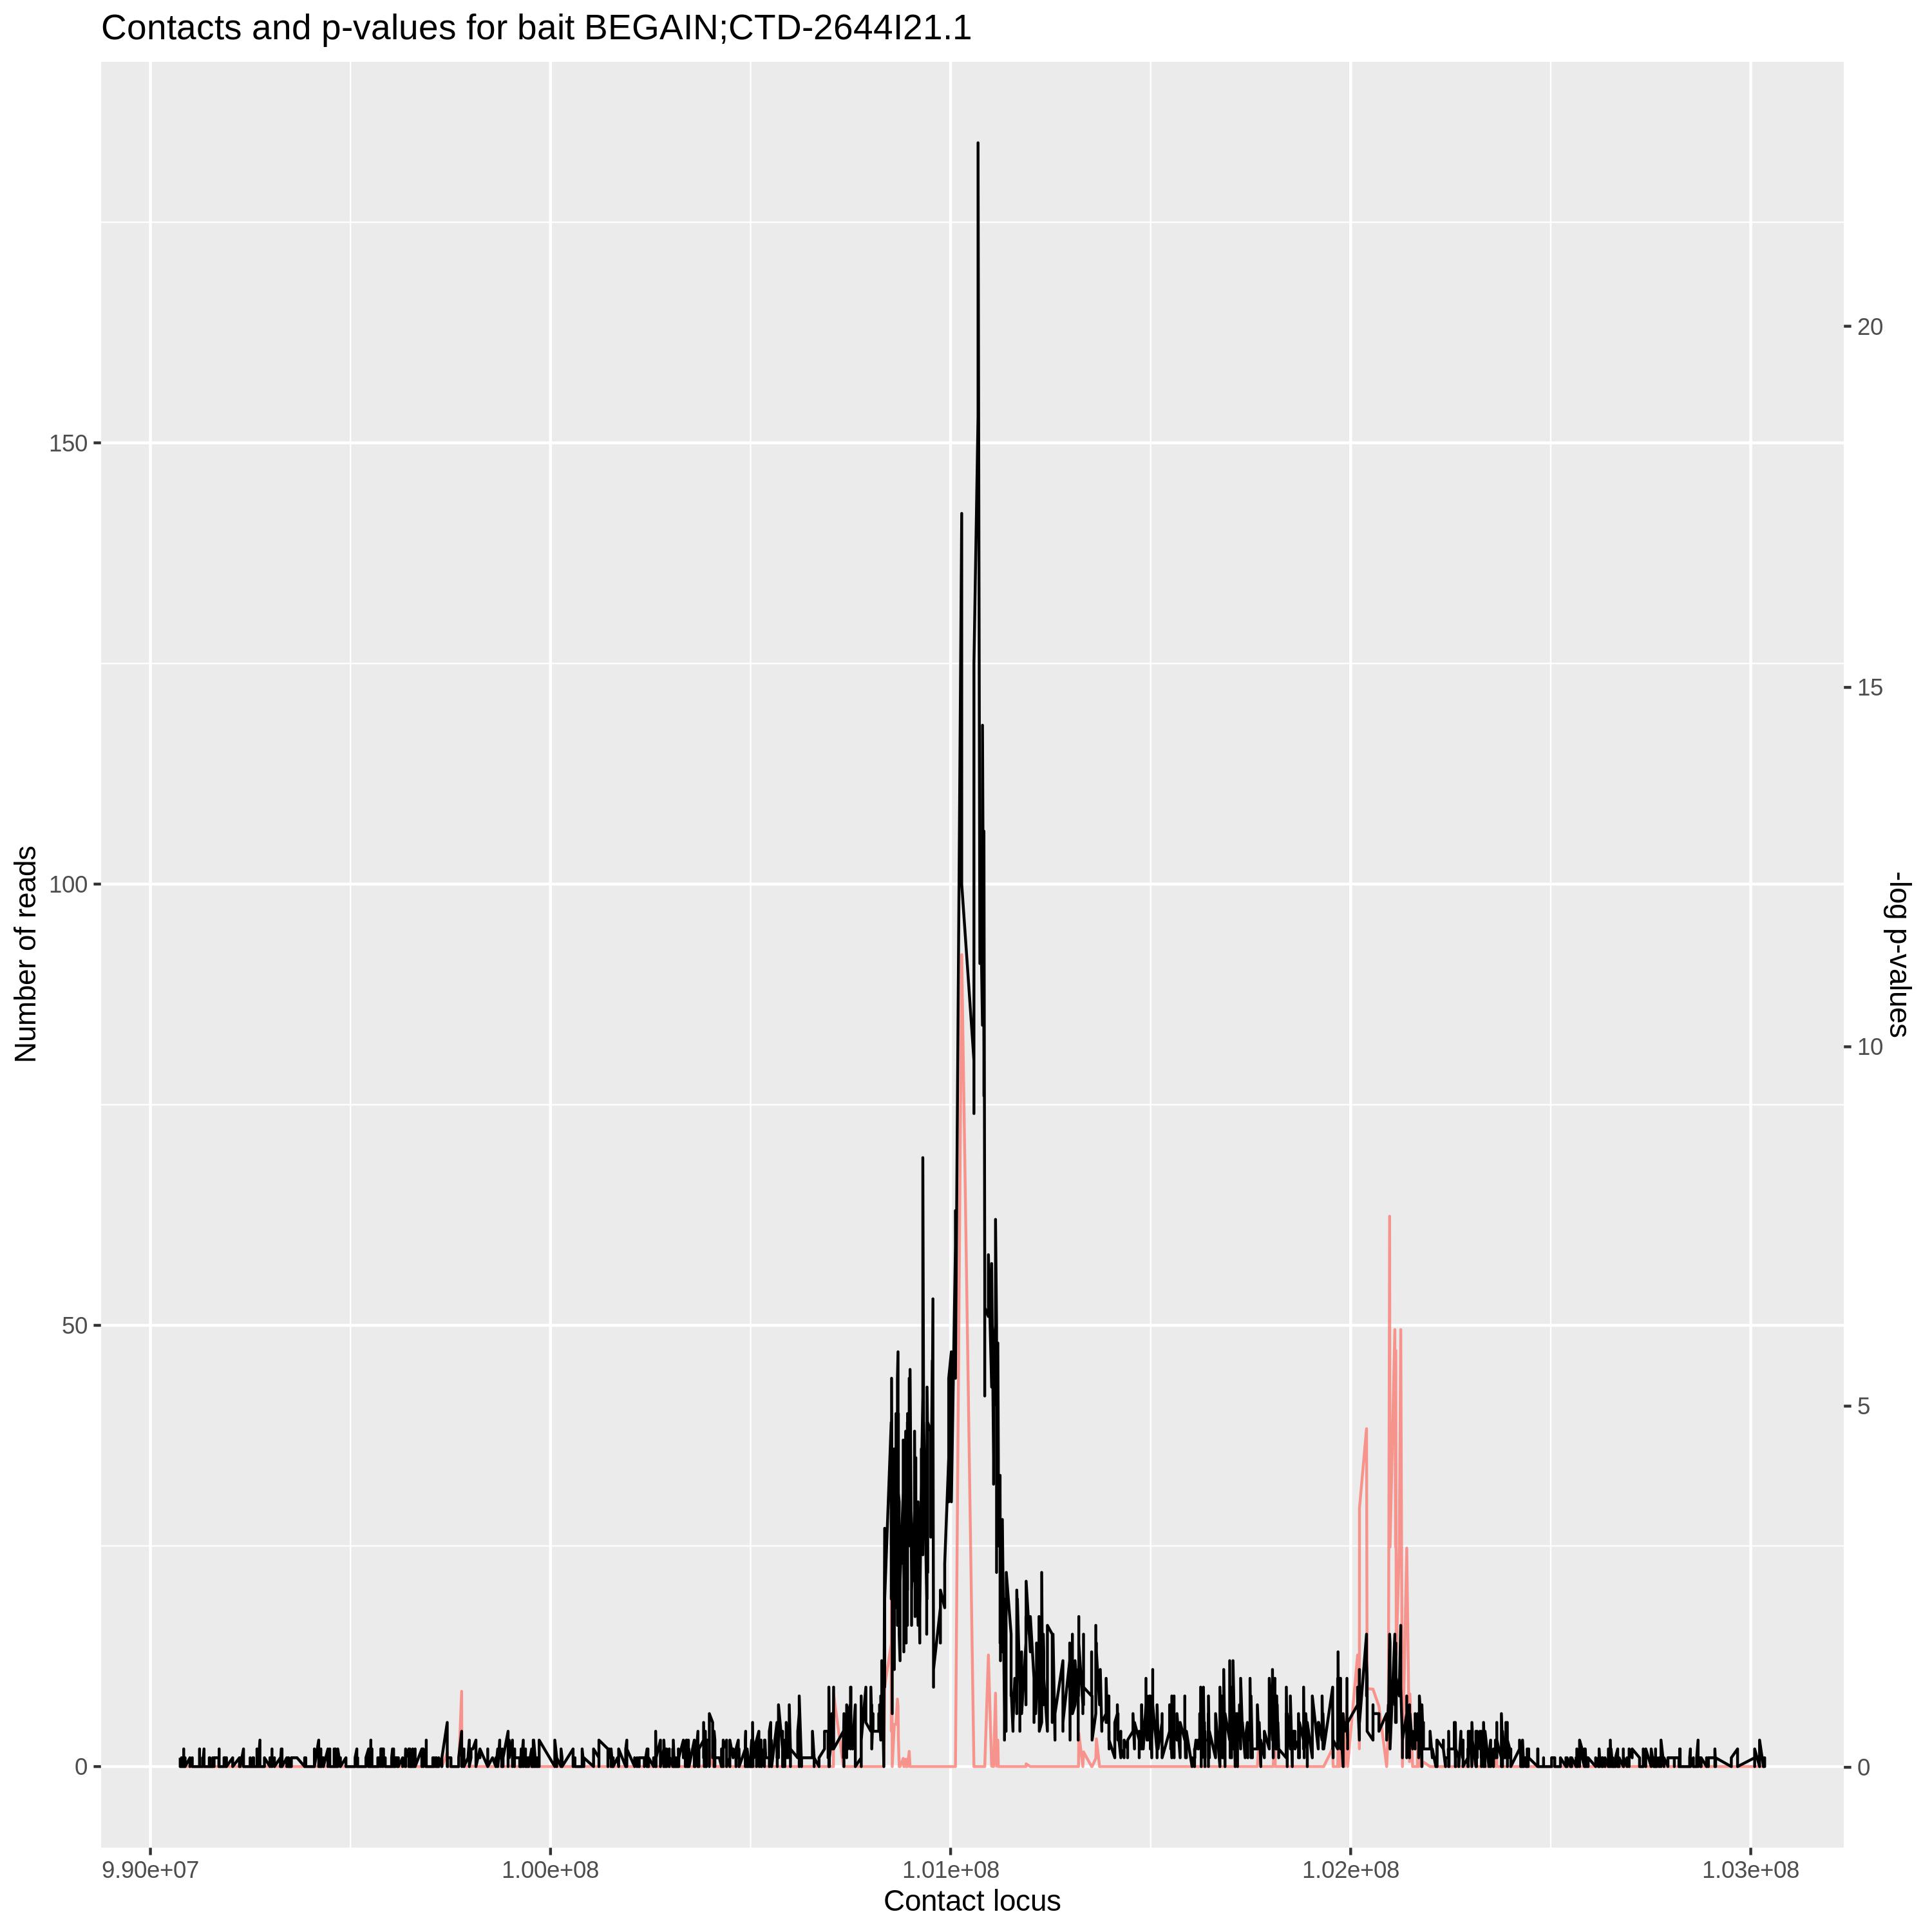 Contacts and p-values for bait BEGAIN;CTD-2644I21.1
Number of reads
150
100
50
0
20
15
10
5
0
-log p-values
9.90e+07
1.00e+08
1.01e+08
1.02e+08
1.03e+08
Contact locus